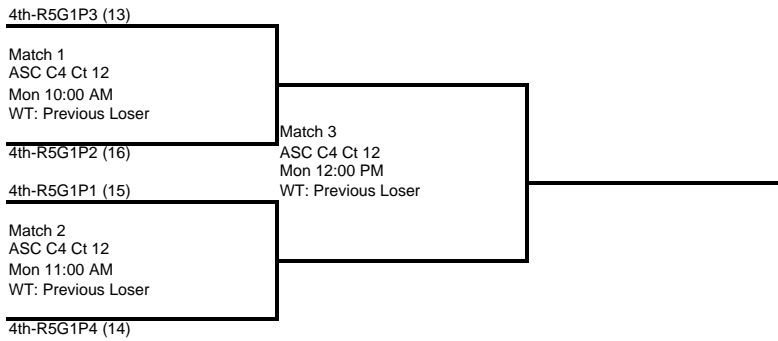 4th-R5G1P3 (13)
Match 1
ASC C4 Ct 12
Mon 10:00 AM
WT: Previous Loser
4th-R5G1P2 (16)
Match 3
ASC C4 Ct 12
Mon 12:00 PM
WT: Previous Loser
4th-R5G1P1 (15)
Match 2
ASC C4 Ct 12
Mon 11:00 AM
WT: Previous Loser
4th-R5G1P4 (14)